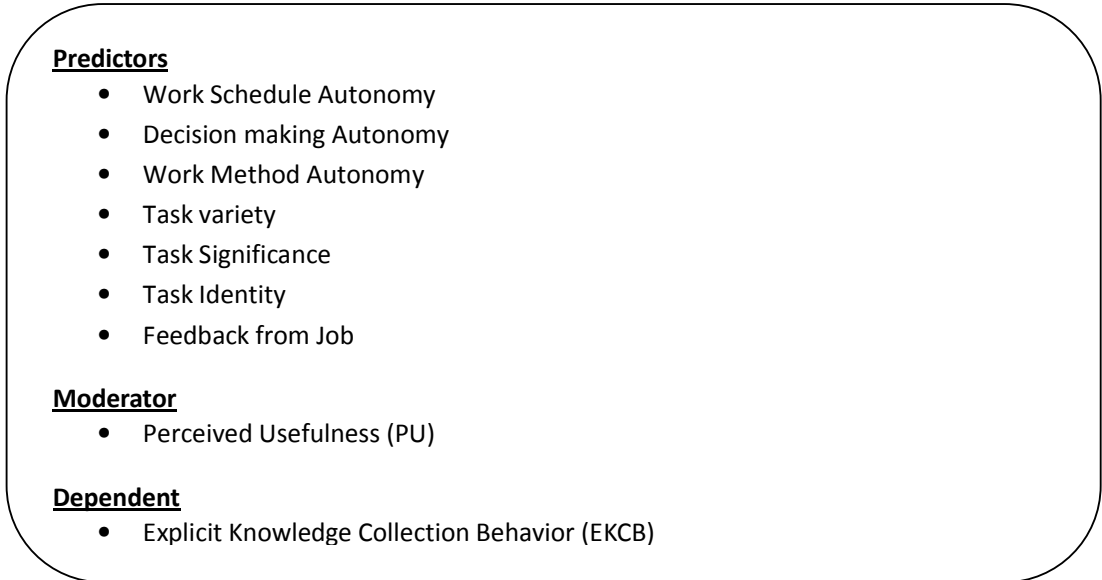 Predictors
• Work Schedule Autonomy
• Decision making Autonomy
• Work Method Autonomy
• Task variety
• Task Significance
• Task Identity
• Feedback from Job
Moderator
• Perceived Usefulness (PU)
Dependent
• Explicit Knowledge Collection Behavior (EKCB)